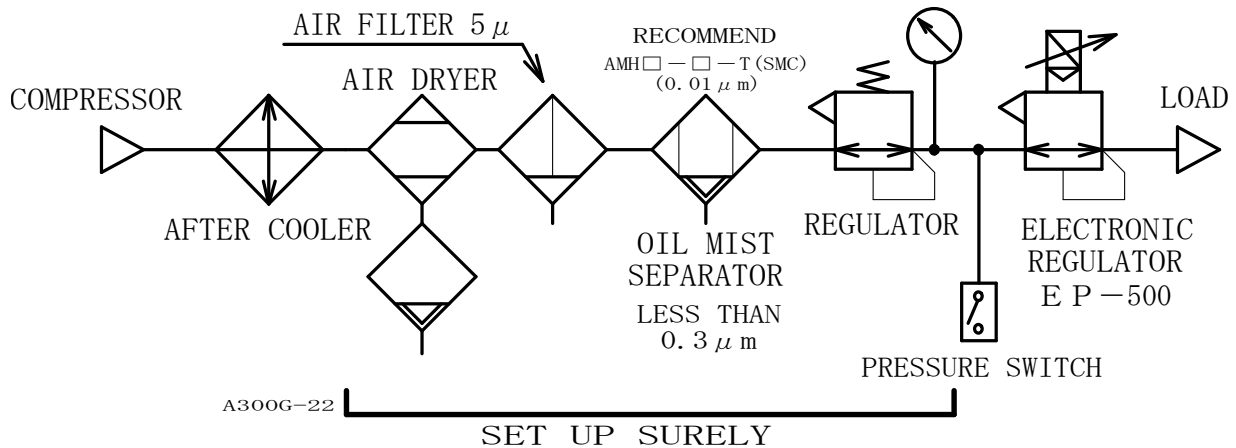 AIR FILTER 5μ
RECOMMEND
AMH□－□－T(SMC)
(0.01μm)
AIR DRYER
COMPRESSOR
LOAD
AFTER COOLER
OIL MIST
SEPARATOR
LESS THAN
0.3μm
REGULATOR
ELECTRONIC
REGULATOR
EP－500
PRESSURE SWITCH
A300G-22
SET UP SURELY